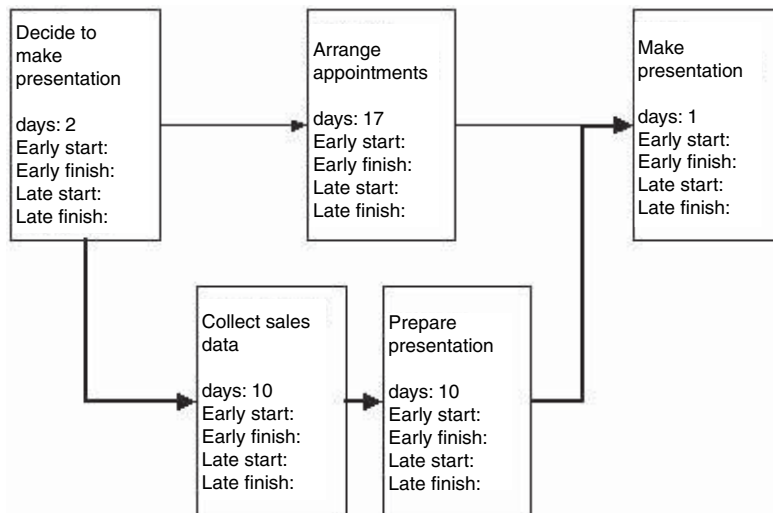 Decide to
make
presentation
days: 2
Early start:
Early finish:
Late start:
Late finish:
Arrange
appointments
days: 17
Early start:
Early finish:
Late start:
Late finish:
Make
presentation
days: 1
Early start:
Early finish:
Late start:
Late finish:
Collect sales
data
days: 10
Early start:
Early finish:
Late start:
Late finish:
Prepare
presentation
days: 10
Early start:
Early finish:
Late start:
Late finish: